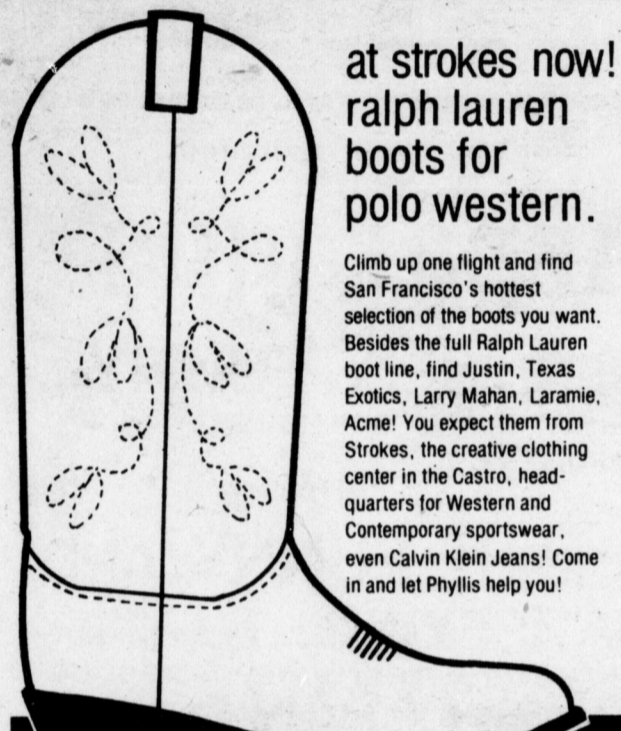 at strokes now!
ralph lauren
boots for
polo western.
Climb up one flight and find
San Francisco's hottest
selection of the boots you want.
Besides the full Ralph Lauren
boot line, find Justin, Texas
Exotics, Larry Mahan, Laramie,
Acme! You expect them from
Strokes, the creative clothing
center in the Castro, head-
quarters for Western and
Contemporary sportswear,
even Calvin Klein Jeans! Come
in and let Phyllis help you!